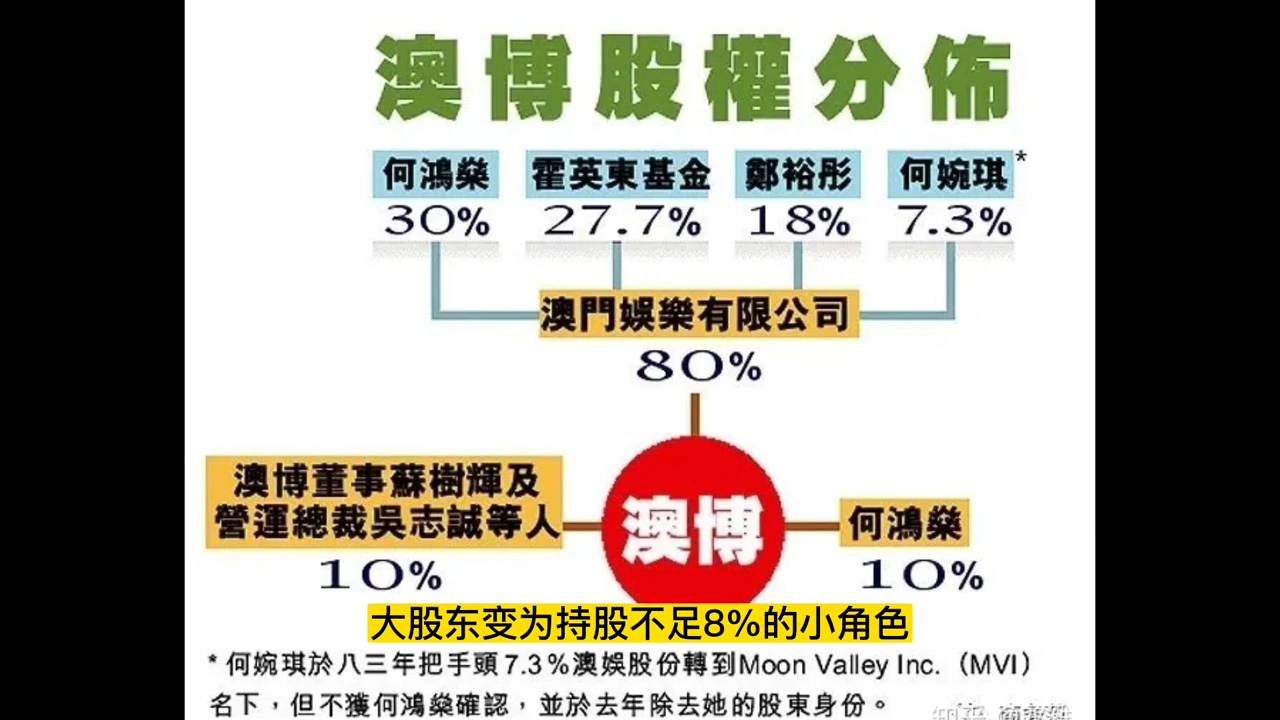 澳博股權分佈
何鴻燊 霍英東基金 鄭裕彤 何婉琪*
30% 27.7% 18% 7.3%
澳門娛樂有限公司
80%
澳博董事蘇樹輝及
營運總裁吳志誠等人
10%
澳博
何鴻燊
10%
大股东变为持股不足8%的小角色
* 何婉琪於八三年把手頭7.3%澳娛股份轉到Moon Valley Inc.（MVI）
名下，但不獲何鴻燊確認，並於去年除去她的股東身份。